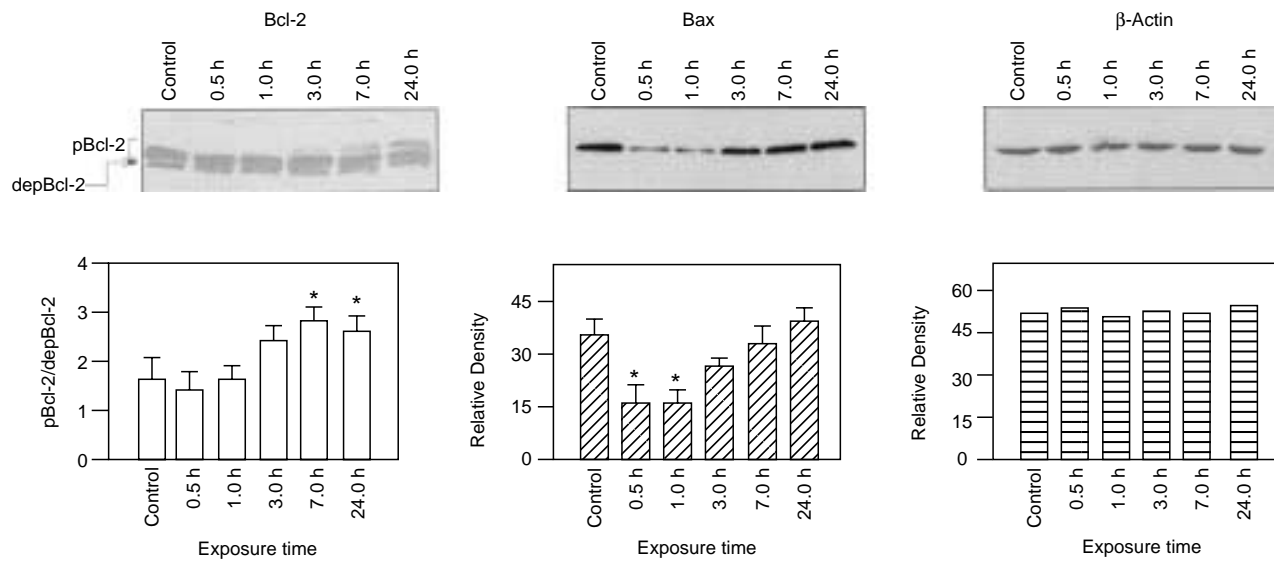 Bcl-2
Control 0.5 h 1.0 h 3.0 h 7.0 h 24.0 h
pBcl-2
depBcl-2
Bax
Control 0.5 h 1.0 h 3.0 h 7.0 h 24.0 h
β-Actin
Control 0.5 h 1.0 h 3.0 h 7.0 h 24.0 h
pBcl-2/depBcl-2
4
3
2
1
0
* *
Control 0.5 h 1.0 h 3.0 h 7.0 h 24.0 h
Exposure time
Relative Density
45
30
15
0
* *
Control 0.5 h 1.0 h 3.0 h 7.0 h 24.0 h
Exposure time
Relative Density
60
45
30
15
0
Control 0.5 h 1.0 h 3.0 h 7.0 h 24.0 h
Exposure time